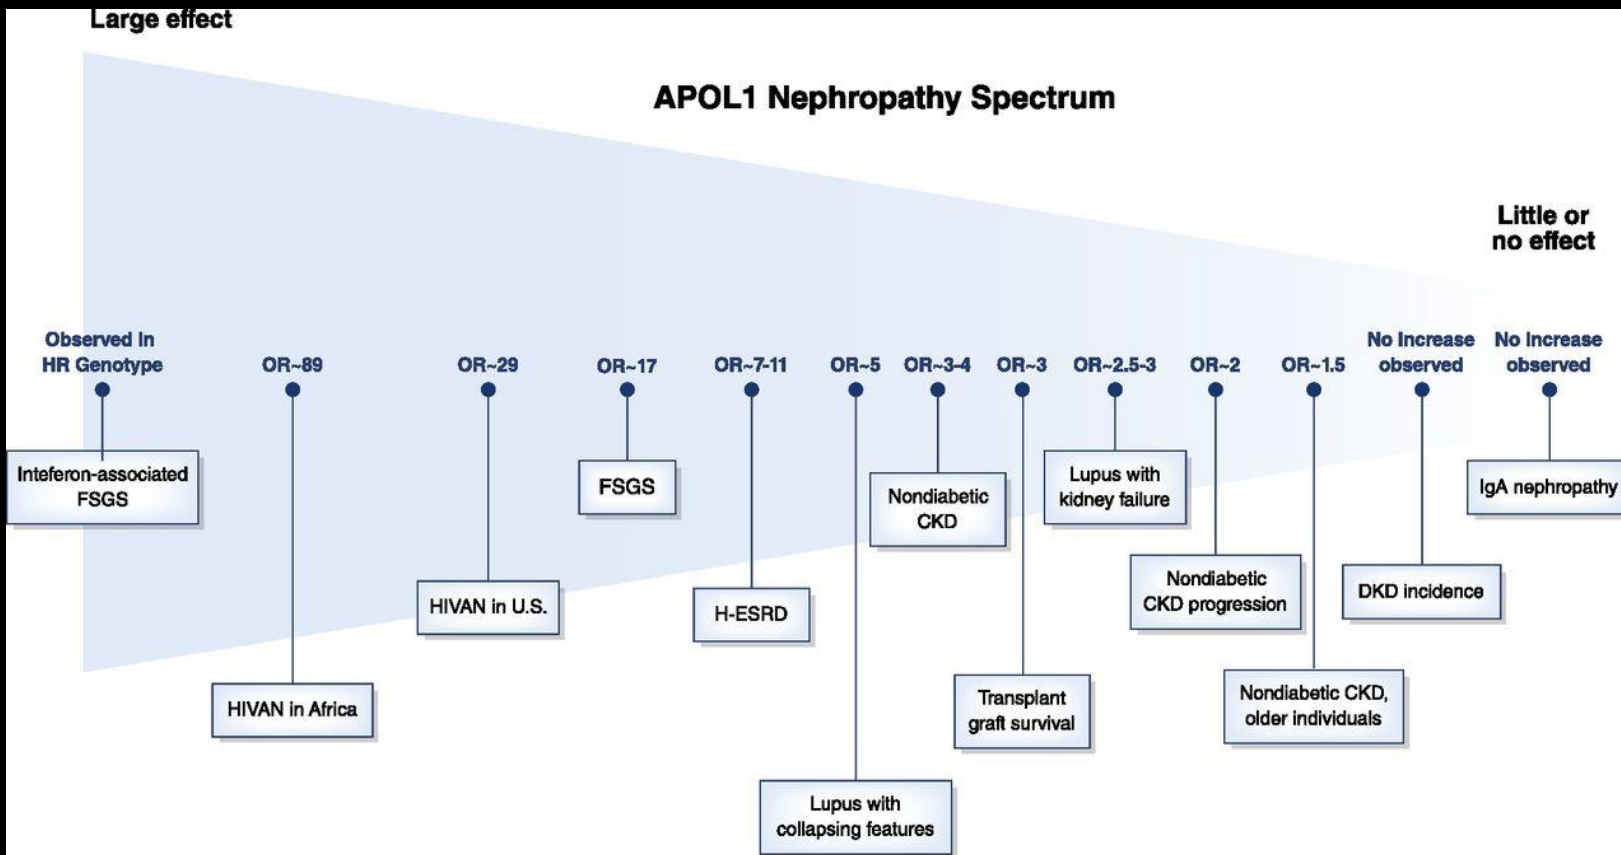 Large effect
APOL1 Nephropathy Spectrum
Little or
no effect
Observed in
HR Genotype
OR~89
OR~29
OR~17
OR~7-11
OR~5
OR~3-4
OR~3
OR~2.5-3
OR~2
OR~1.5
No Increase
observed
No Increase
observed
Inteferon-associated
FSGS
HIVAN in Africa
HIVAN in U.S.
FSGS
H-ESRD
Lupus with
collapsing features
Nondiabetic
CKD
Transplant
graft survival
Lupus with
kidney failure
Nondiabetic
CKD progression
Nondiabetic CKD,
older individuals
DKD incidence
IgA nephropathy